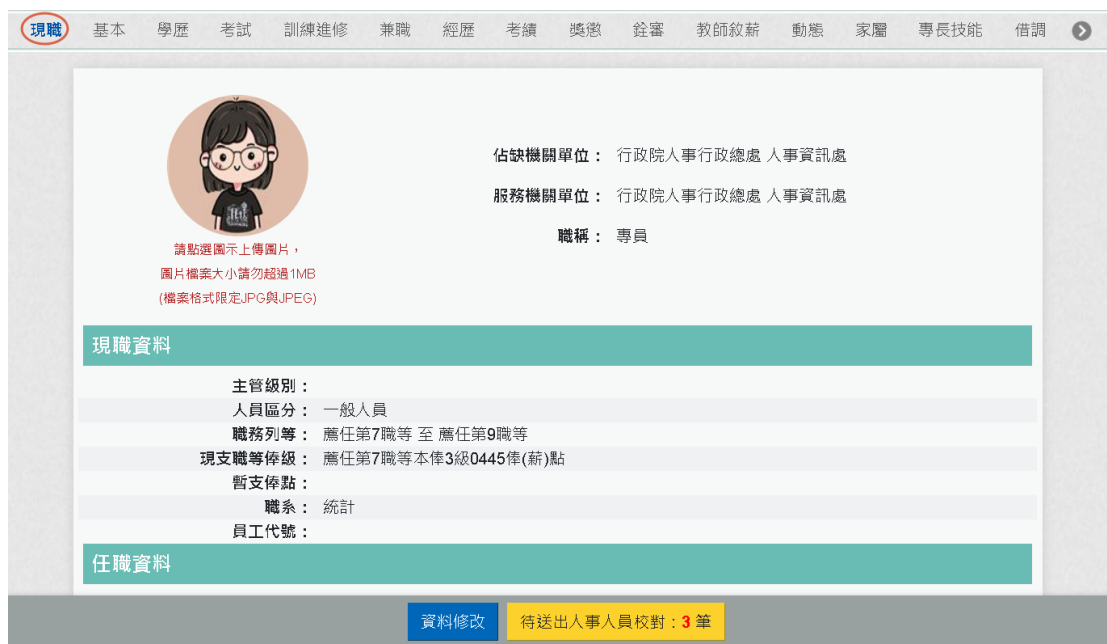 現職 基本 學歷 考試 訓練進修 兼職 經歷 考績 獎懲 銓審 教師敘薪 動態 家屬 專長技能 借調
請點選圖示上傳圖片，
圖片檔案大小請勿超過1MB
(檔案格式限定JPG與JPEG)
佔缺機關單位： 行政院人事行政總處 人事資訊處
服務機關單位： 行政院人事行政總處 人事資訊處
職稱： 專員
現職資料
主管級別：
人員區分： 一般人員
職務列等： 薦任第7職等 至 薦任第9職等
現支職等俸級： 薦任第7職等本俸3級0445俸(薪)點
暫支俸點：
職系： 統計
員工代號：
任職資料
資料修改 待送出人事人員校對：3 筆